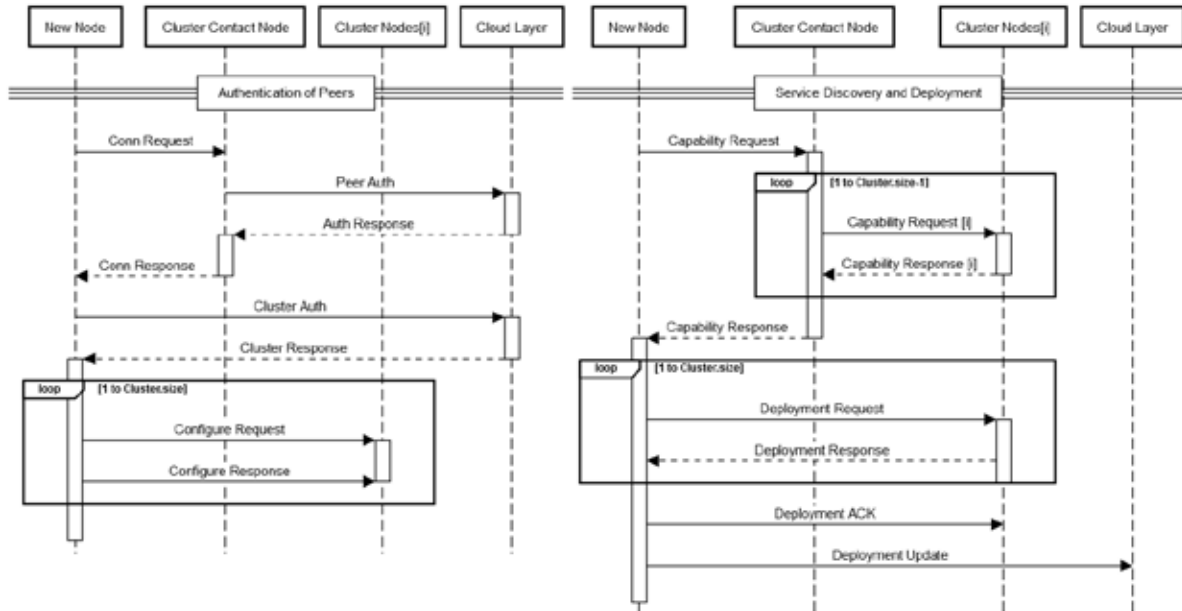 New Node
Cluster Contact Node
Cluster Nodes[i]
Cloud Layer
Authentication of Peers
Conn Request
Peer Auth
Auth Response
Conn Response
Cluster Auth
Cluster Response
loop
[1 to Cluster.size]
Configure Request
Configure Response
New Node
Cluster Contact Node
Cluster Nodes[i]
Cloud Layer
Service Discovery and Deployment
Capability Request
loop
[1 to Cluster.size-1]
Capability Request [i]
Capability Response [i]
Capability Response
loop
[1 to Cluster.size]
Deployment Request
Deployment Response
Deployment ACK
Deployment Update